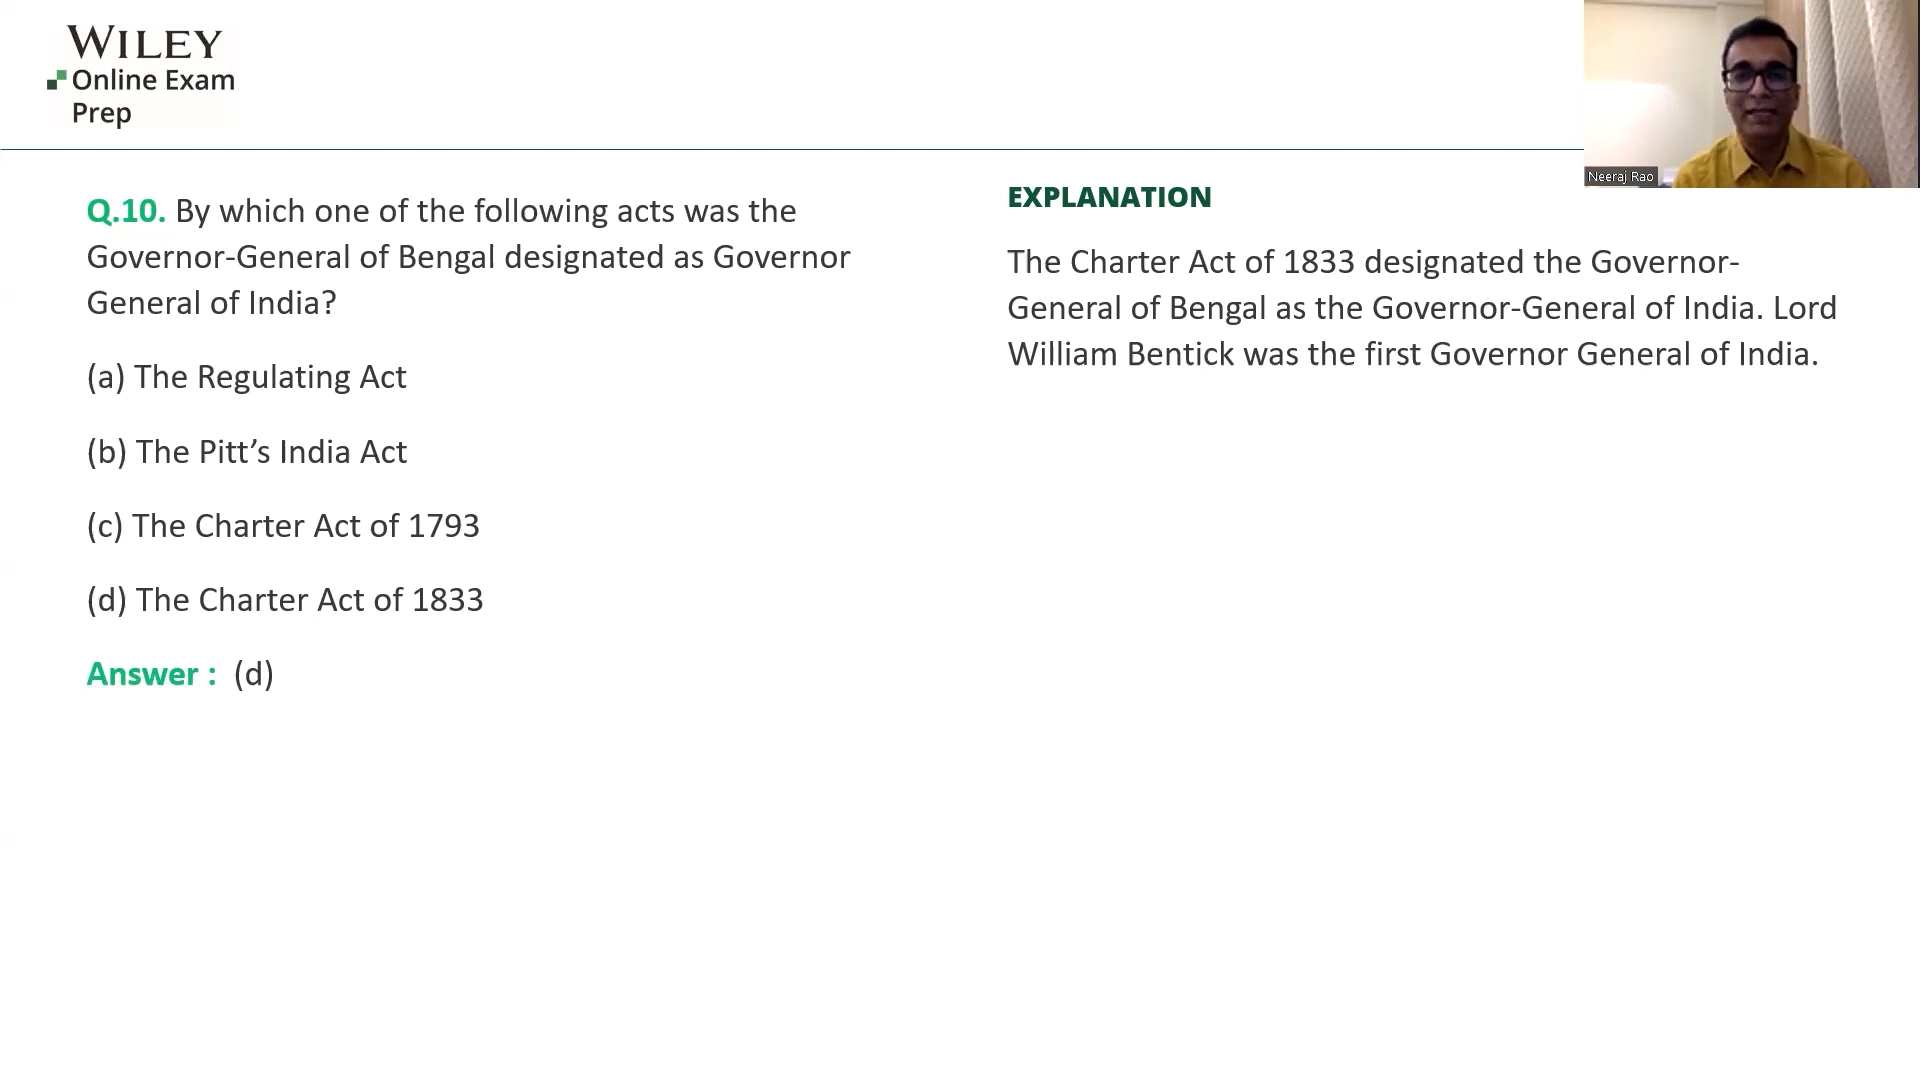 WILEY
Online Exam
Prep
Neeraj Rao
Q.10. By which one of the following acts was the
Governor-General of Bengal designated as Governor
General of India?
(a) The Regulating Act
(b) The Pitt’s India Act
(c) The Charter Act of 1793
(d) The Charter Act of 1833
Answer : (d)
EXPLANATION
The Charter Act of 1833 designated the Governor-
General of Bengal as the Governor-General of India. Lord
William Bentick was the first Governor General of India.